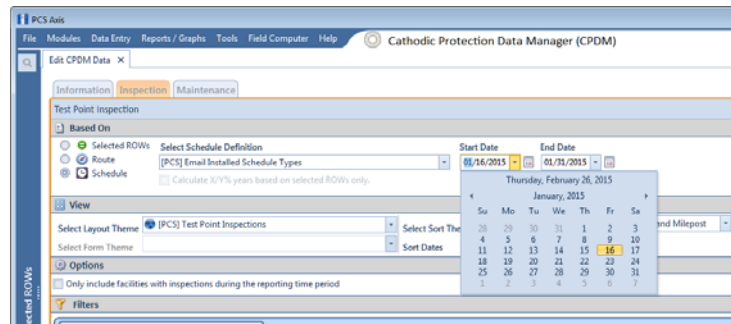 PCS Axis
File Modules Data Entry Reports / Graphs Tools Field Computer Help Cathodic Protection Data Manager (CPDM)
Edit CPDM Data X
Information Inspection Maintenance
Test Point Inspection
Based On
Selected ROWs Select Schedule Definition Start Date End Date
Route [PCS] Email Installed Schedule Types 01/16/2015 01/31/2015
Schedule Calculate X/Y% years based on selected ROWs only.
Thursday, February 26, 2015
January, 2015
Su Mo Tu We Th Fr Sa
28 29 30 31 1 2 3
4 5 6 7 8 9 10
11 12 13 14 15 16 17
18 19 20 21 22 23 24
25 26 27 28 29 30 31
1 2 3 4 5 6 7
View
Select Layout Theme [PCS] Test Point Inspections Select Sort The and Milepost
Select Form Theme Sort Dates
Options
Only include facilities with inspections during the reporting time period
Filters
ected ROWs